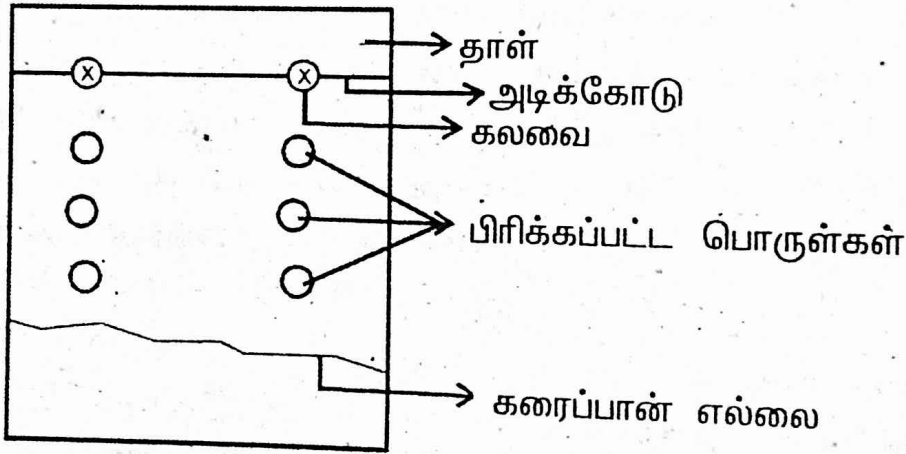 தாள்
அடிக்கோடு
கலவை
பிரிக்கப்பட்ட பொருள்கள்
கரைப்பான் எல்லை
x x